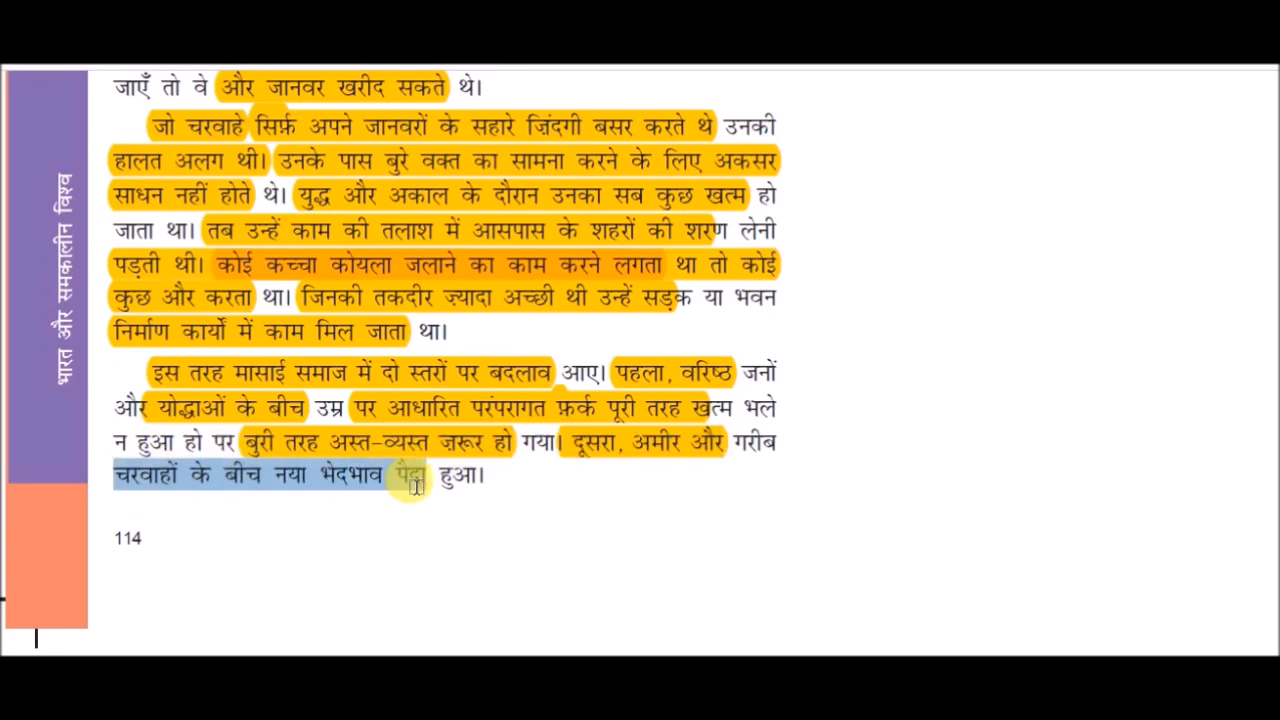 जाएँ तो वे और जानवर खरीद सकते थे।
जो चरवाहे सिर्फ़ अपने जानवरों के सहारे ज़िंदगी बसर करते थे उनकी
हालत अलग थी। उनके पास बुरे वक्त का सामना करने के लिए अकसर
साधन नहीं होते थे। युद्ध और अकाल के दौरान उनका सब कुछ खत्म हो
जाता था। तब उन्हें काम की तलाश में आसपास के शहरों की शरण लेनी
पड़ती थी। कोई कच्चा कोयला जलाने का काम करने लगता था तो कोई
कुछ और करता था। जिनकी तकदीर ज़्यादा अच्छी थी उन्हें सड़क या भवन
निर्माण कार्यों में काम मिल जाता था।
इस तरह मासाई समाज में दो स्तरों पर बदलाव आए। पहला, वरिष्ठ जनों
और योद्धाओं के बीच उम्र पर आधारित परंपरागत फ़र्क पूरी तरह खत्म भले
न हुआ हो पर बुरी तरह अस्त-व्यस्त ज़रूर हो गया। दूसरा, अमीर और गरीब
चरवाहों के बीच नया भेदभाव पैदा हुआ।
114
भारत और समकालीन विश्व